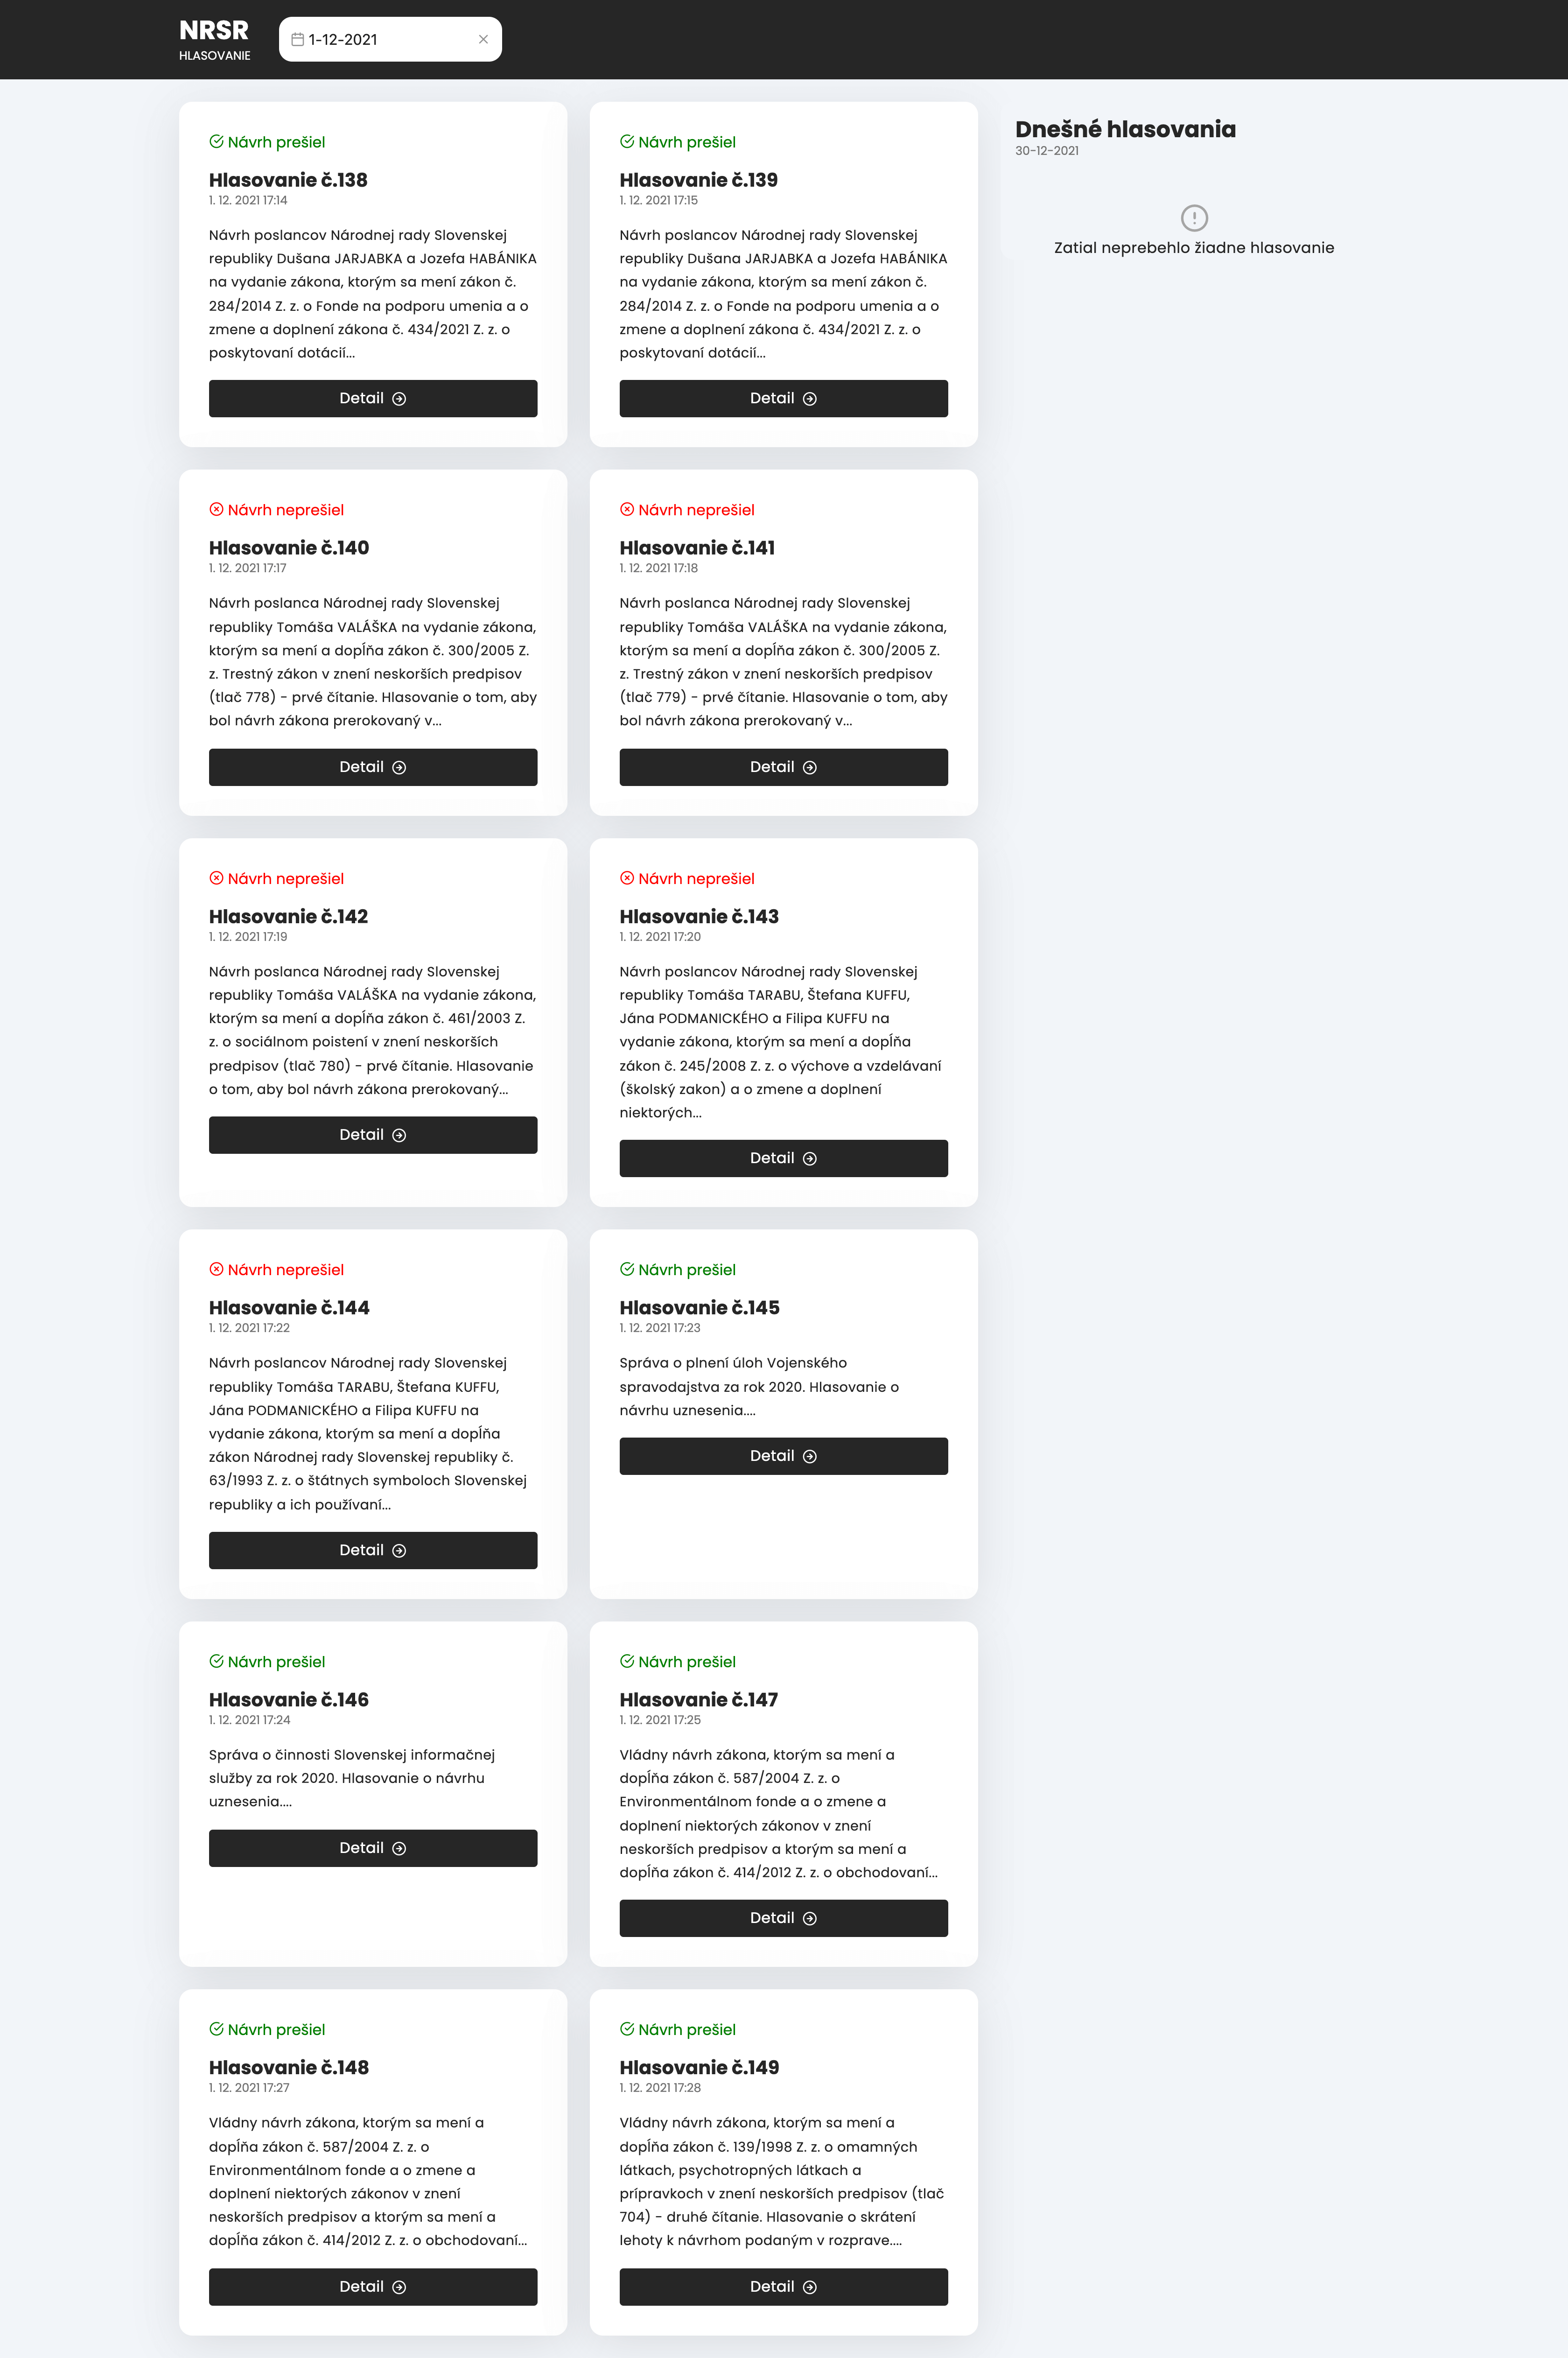 NRSR
HLASOVANIE
1-12-2021
Návrh prešiel
Hlasovanie č.138
1. 12. 2021 17:14
Návrh poslancov Národnej rady Slovenskej
republiky Dušana JARJABKA a Jozefa HABÁNIKA
na vydanie zákona, ktorým sa mení zákon č.
284/2014 Z. z. o Fonde na podporu umenia a o
zmene a doplnení zákona č. 434/2021 Z. z. o
poskytovaní dotácií...
Detail
Návrh prešiel
Hlasovanie č.139
1. 12. 2021 17:15
Návrh poslancov Národnej rady Slovenskej
republiky Dušana JARJABKA a Jozefa HABÁNIKA
na vydanie zákona, ktorým sa mení zákon č.
284/2014 Z. z. o Fonde na podporu umenia a o
zmene a doplnení zákona č. 434/2021 Z. z. o
poskytovaní dotácií...
Detail
Návrh neprešiel
Hlasovanie č.140
1. 12. 2021 17:17
Návrh poslanca Národnej rady Slovenskej
republiky Tomáša VALÁŠKA na vydanie zákona,
ktorým sa mení a dopĺňa zákon č. 300/2005 Z.
z. Trestný zákon v znení neskorších predpisov
(tlač 778) - prvé čítanie. Hlasovanie o tom, aby
bol návrh zákona prerokovaný v...
Detail
Návrh neprešiel
Hlasovanie č.141
1. 12. 2021 17:18
Návrh poslanca Národnej rady Slovenskej
republiky Tomáša VALÁŠKA na vydanie zákona,
ktorým sa mení a dopĺňa zákon č. 300/2005 Z.
z. Trestný zákon v znení neskorších predpisov
(tlač 779) - prvé čítanie. Hlasovanie o tom, aby
bol návrh zákona prerokovaný v...
Detail
Návrh neprešiel
Hlasovanie č.142
1. 12. 2021 17:19
Návrh poslanca Národnej rady Slovenskej
republiky Tomáša VALÁŠKA na vydanie zákona,
ktorým sa mení a dopĺňa zákon č. 461/2003 Z.
z. o sociálnom poistení v znení neskorších
predpisov (tlač 780) - prvé čítanie. Hlasovanie
o tom, aby bol návrh zákona prerokovaný...
Detail
Návrh neprešiel
Hlasovanie č.143
1. 12. 2021 17:20
Návrh poslancov Národnej rady Slovenskej
republiky Tomáša TARABU, Štefana KUFFU,
Jána PODMANICKÉHO a Filipa KUFFU na
vydanie zákona, ktorým sa mení a dopĺňa
zákon č. 245/2008 Z. z. o výchove a vzdelávaní
(školský zakon) a o zmene a doplnení
niektorých...
Detail
Návrh neprešiel
Hlasovanie č.144
1. 12. 2021 17:22
Návrh poslancov Národnej rady Slovenskej
republiky Tomáša TARABU, Štefana KUFFU,
Jána PODMANICKÉHO a Filipa KUFFU na
vydanie zákona, ktorým sa mení a dopĺňa
zákon Národnej rady Slovenskej republiky č.
63/1993 Z. z. o štátnych symboloch Slovenskej
republiky a ich používaní...
Detail
Návrh prešiel
Hlasovanie č.145
1. 12. 2021 17:23
Správa o plnení úloh Vojenského
spravodajstva za rok 2020. Hlasovanie o
návrhu uznesenia....
Detail
Návrh prešiel
Hlasovanie č.146
1. 12. 2021 17:24
Správa o činnosti Slovenskej informačnej
služby za rok 2020. Hlasovanie o návrhu
uznesenia....
Detail
Návrh prešiel
Hlasovanie č.147
1. 12. 2021 17:25
Vládny návrh zákona, ktorým sa mení a
dopĺňa zákon č. 587/2004 Z. z. o
Environmentálnom fonde a o zmene a
doplnení niektorých zákonov v znení
neskorších predpisov a ktorým sa mení a
dopĺňa zákon č. 414/2012 Z. z. o obchodovaní...
Detail
Návrh prešiel
Hlasovanie č.148
1. 12. 2021 17:27
Vládny návrh zákona, ktorým sa mení a
dopĺňa zákon č. 587/2004 Z. z. o
Environmentálnom fonde a o zmene a
doplnení niektorých zákonov v znení
neskorších predpisov a ktorým sa mení a
dopĺňa zákon č. 414/2012 Z. z. o obchodovaní...
Detail
Návrh prešiel
Hlasovanie č.149
1. 12. 2021 17:28
Vládny návrh zákona, ktorým sa mení a
dopĺňa zákon č. 139/1998 Z. z. o omamných
látkach, psychotropných látkach a
prípravkoch v znení neskorších predpisov (tlač
704) - druhé čítanie. Hlasovanie o skrátení
lehoty k návrhom podaným v rozprave....
Detail
Dnešné hlasovania
30-12-2021
Zatial neprebehlo žiadne hlasovanie